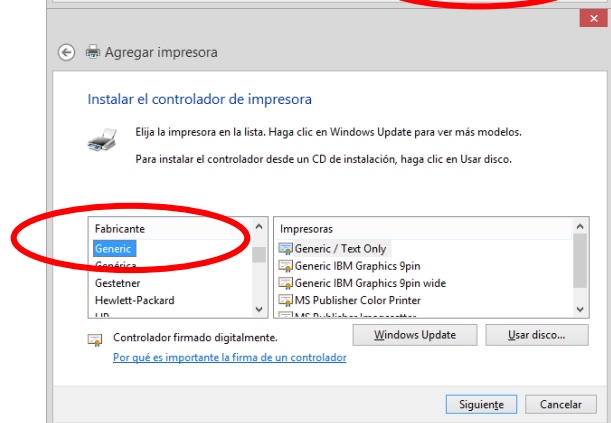 Agregar impresora
Instalar el controlador de impresora
Elija la impresora en la lista. Haga clic en Windows Update para ver más modelos.
Para instalar el controlador desde un CD de instalación, haga clic en Usar disco.
Fabricante
Generic
Genérica
Gestetner
Hewlett-Packard
HP
Impresoras
Generic / Text Only
Generic IBM Graphics 9pin
Generic IBM Graphics 9pin wide
MS Publisher Color Printer
MS Publisher Imagesetter
Controlador firmado digitalmente.
Por qué es importante la firma de un controlador
Windows Update
Usar disco...
Siguiente
Cancelar